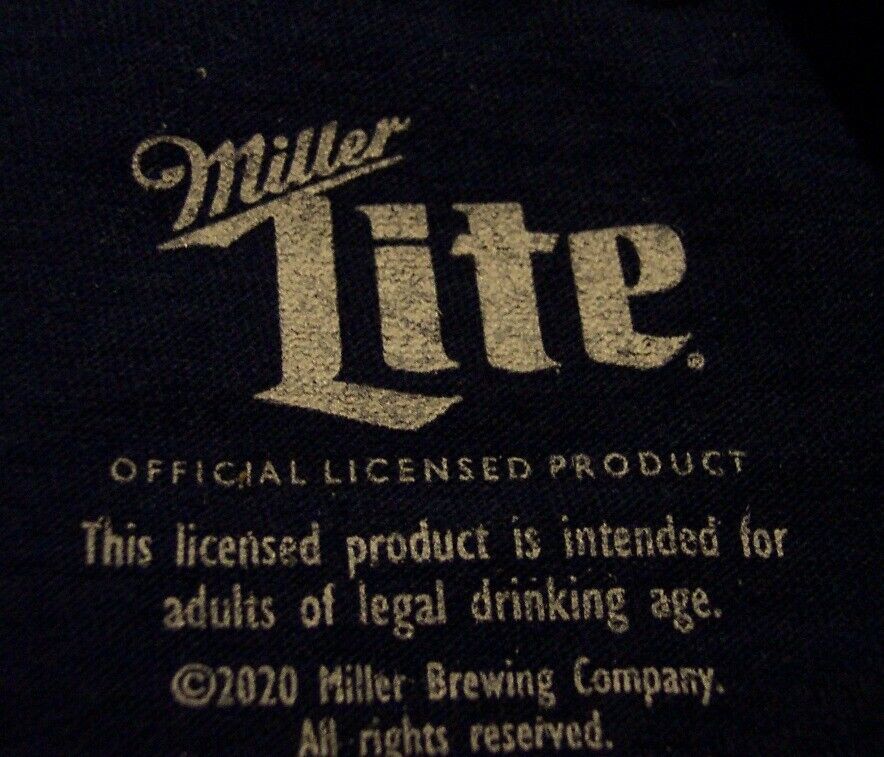 Miller
Lite®
OFFICIAL LICENSED PRODUCT
This licensed product is intended for
adults of legal drinking age.
©2020 Miller Brewing Company.
All rights reserved.